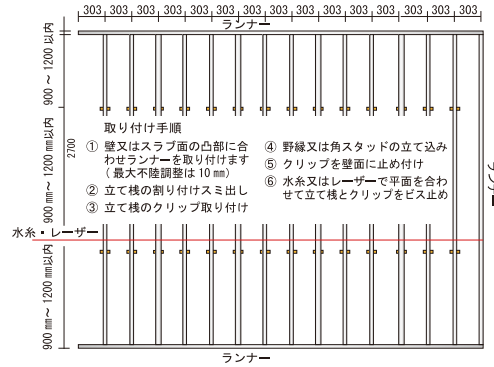 303 303 303 303 303 303 303 303 303 303 303 303 303 303 303
ランナー
900 ～ 1200 以内
2700
取り付け手順
① 壁又はスラブ面の凸部に合
わせランナーを取り付けます
( 最大不陸調整は 10 ㎜ )
② 立て桟の割り付けスミ出し
③ 立て桟のクリップ取り付け
④ 野縁又は角スタッドの立て込み
⑤ クリップを壁面に止め付け
⑥ 水糸又はレーザーで平面を合わ
せて立て桟とクリップをビス止め
900 ㎜～ 1200 ㎜以内
ランナー
水糸・レーザー
900 ㎜～ 1200 ㎜以内
ランナー